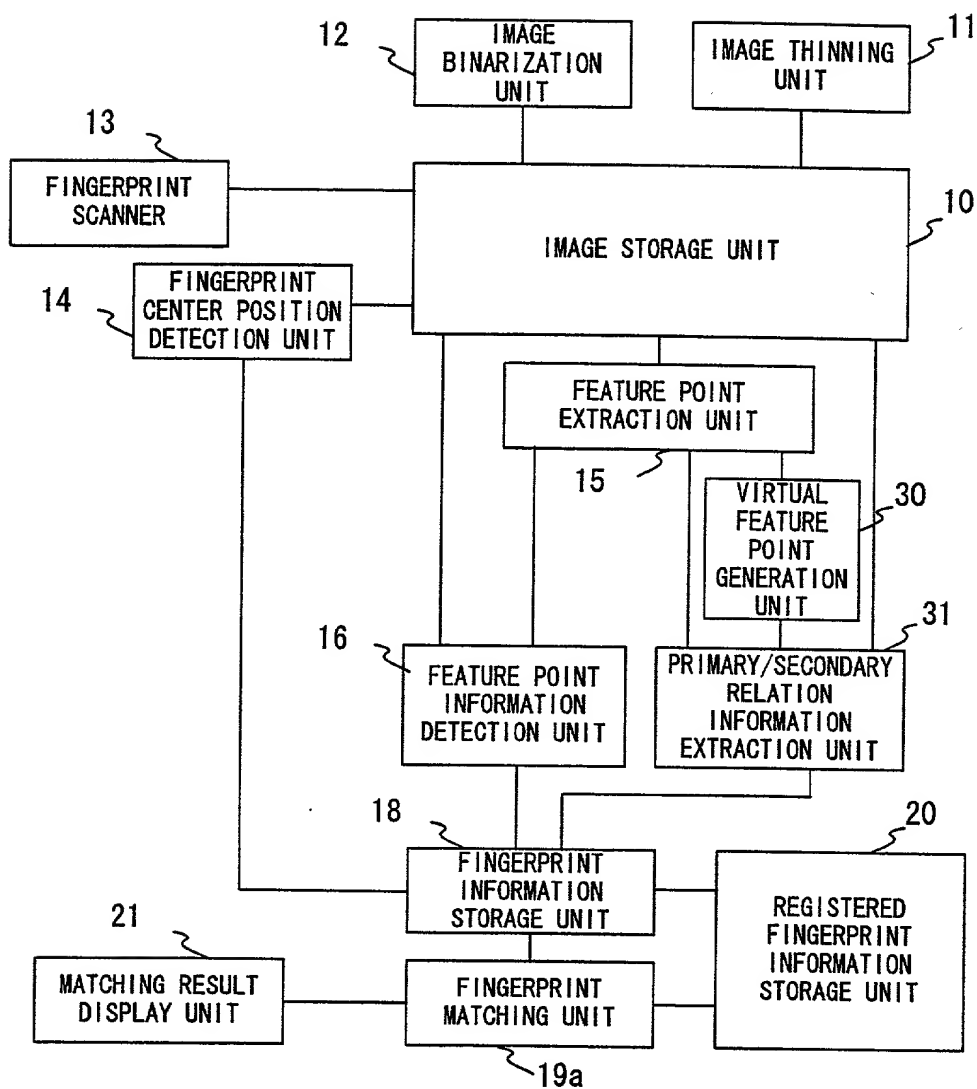 12
IMAGE
BINARIZATION
UNIT
11
IMAGE THINNING
UNIT
13
FINGERPRINT
SCANNER
10
IMAGE STORAGE UNIT
14
FINGERPRINT
CENTER POSITION
DETECTION UNIT
FEATURE POINT
EXTRACTION UNIT
15
30
VIRTUAL
FEATURE
POINT
GENERATION
UNIT
16
FEATURE POINT
INFORMATION
DETECTION UNIT
31
PRIMARY/SECONDARY
RELATION
INFORMATION
EXTRACTION UNIT
18
FINGERPRINT
INFORMATION
STORAGE UNIT
20
REGISTERED
FINGERPRINT
INFORMATION
STORAGE UNIT
21
MATCHING RESULT
DISPLAY UNIT
FINGERPRINT
MATCHING UNIT
19a